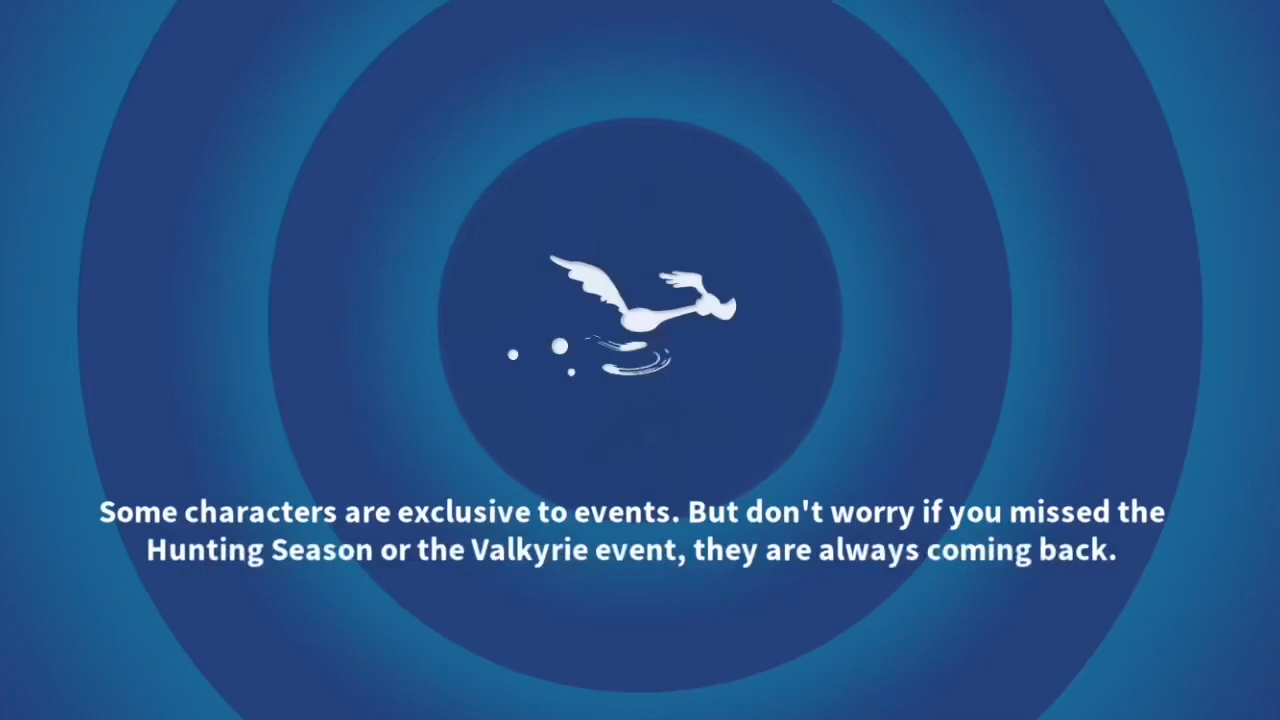 Some characters are exclusive to events. But don't worry if you missed the
Hunting Season or the Valkyrie event, they are always coming back.